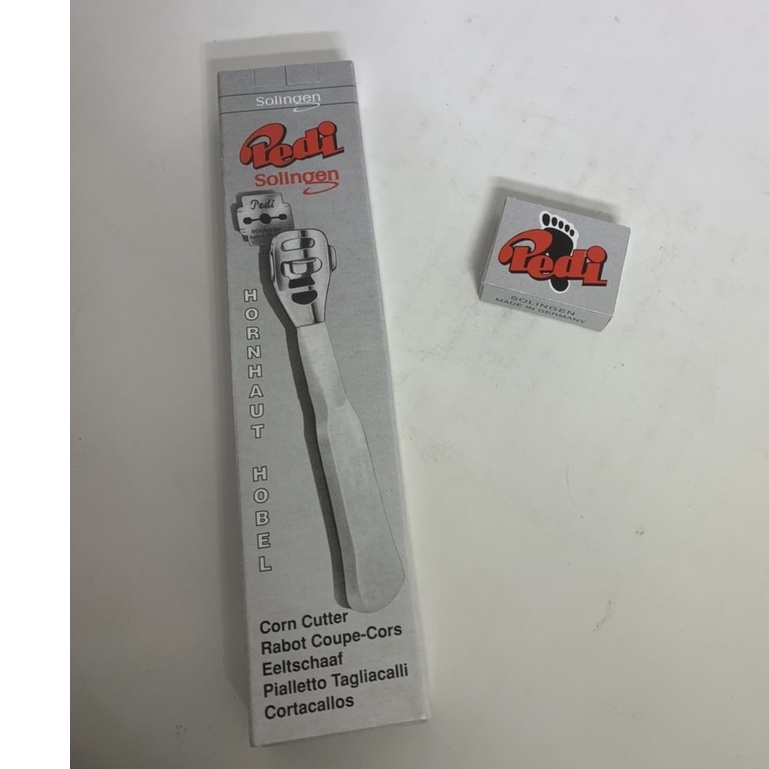 Solingen
Pedi
Solingen
Pedi
HORNHAUT HOBEL
Corn Cutter
Rabot Coupe-Cors
Eeltschaaf
Pialletto Tagliacalli
Cortacallos
Pedi
SOLINGEN
MADE IN GERMANY